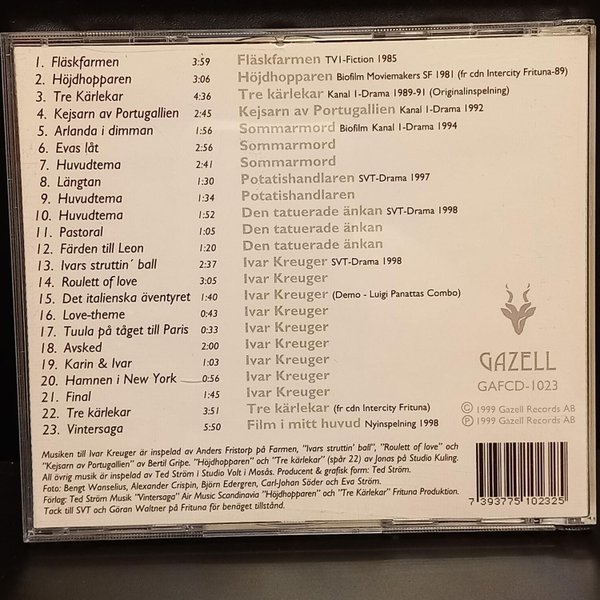 1. Fläskfarmen 3:59 Fläskfarmen TV1-Fiction 1985
2. Höjdhopparen 3:06 Höjdhopparen Biofilm Moviemakers SF 1981 (fr cdn Intercity Frituna-89)
3. Tre Kärlekar 4:36 Tre kärlekar Kanal 1-Drama 1989-91 (Originalinspelning)
4. Kejsarn av Portugallien 2:45 Kejsarn av Portugallien Kanal 1-Drama 1992
5. Arlanda i dimman 1:56 Sommarmord Biofilm Kanal 1-Drama 1994
6. Evas låt 2:56 Sommarmord
7. Huvudtema 2:41 Sommarmord
8. Längtan 1:30 Potatishandlaren SVT-Drama 1997
9. Huvudtema 1:34 Potatishandlaren
10. Huvudtema 1:52 Den tatuerade änkan SVT-Drama 1998
11. Pastoral 1:05 Den tatuerade änkan
12. Färden till Leon 1:20 Den tatuerade änkan
13. Ivars struttin´ ball 2:37 Ivar Kreuger SVT-Drama 1998
14. Roulett of love 3:05 Ivar Kreuger
15. Det italienska äventyret 1:40 Ivar Kreuger (Demo - Luigi Panattas Combo)
16. Love-theme 0:43 Ivar Kreuger
17. Tuula på tåget till Paris 0:33 Ivar Kreuger
18. Avsked 2:00 Ivar Kreuger
19. Karin & Ivar 1:03 Ivar Kreuger
20. Hamnen i New York 0:56 Ivar Kreuger
21. Final 1:45 Ivar Kreuger
22. Tre kärlekar 3:51 Tre kärlekar (fr cdn Intercity Frituna)
23. Vintersaga 5:50 Film i mitt huvud Nyinspelning 1998
GAZELL
GAFCD-1023
Ⓒ 1999 Gazell Records AB
Ⓟ 1999 Gazell Records AB
Musiken till Ivar Kreuger är inspelad av Anders Fristorp på Farmen, "Ivars struttin' ball", "Roulett of love" och
"Kejsarn av Portugallien" av Bertil Gripe. "Höjdhopparen" och "Tre kärlekar" (spår 22) av Jonas på Studio Kuling.
All övrig musik är inspelad av Ted Ström i Studio Volt i Mosås. Producent & grafisk form: Ted Ström.
Foto: Bengt Wanselius, Alexander Crispin, Björn Edergren, Carl-Johan Söder och Eva Ström.
Förlag: Ted Ström Musik "Vintersaga" Air Music Scandinavia "Höjdhopparen" och "Tre Kärlekar" Frituna Produktion.
Tack till SVT och Göran Waltner på Frituna för benäget tillstånd.
7 393775 102325